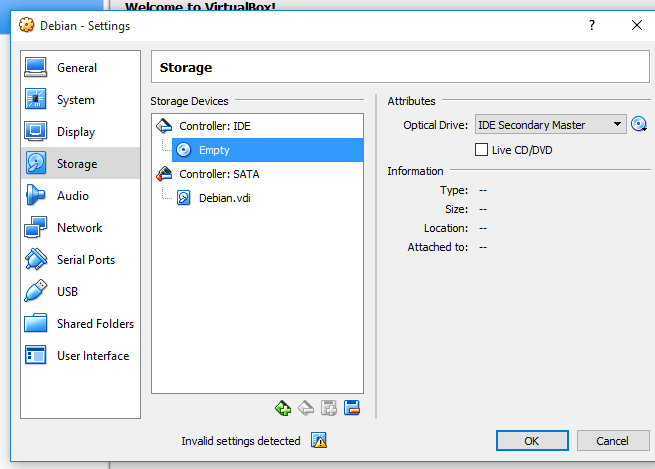 Welcome to VirtualBox!
Debian - Settings
?
General
System
Display
Storage
Audio
Network
Serial Ports
USB
Shared Folders
User Interface
Storage
Storage Devices
Controller: IDE
Empty
Controller: SATA
Debian.vdi
Attributes
Optical Drive: IDE Secondary Master
Live CD/DVD
Information
Type: --
Size: --
Location: --
Attached to: --
Invalid settings detected
OK
Cancel